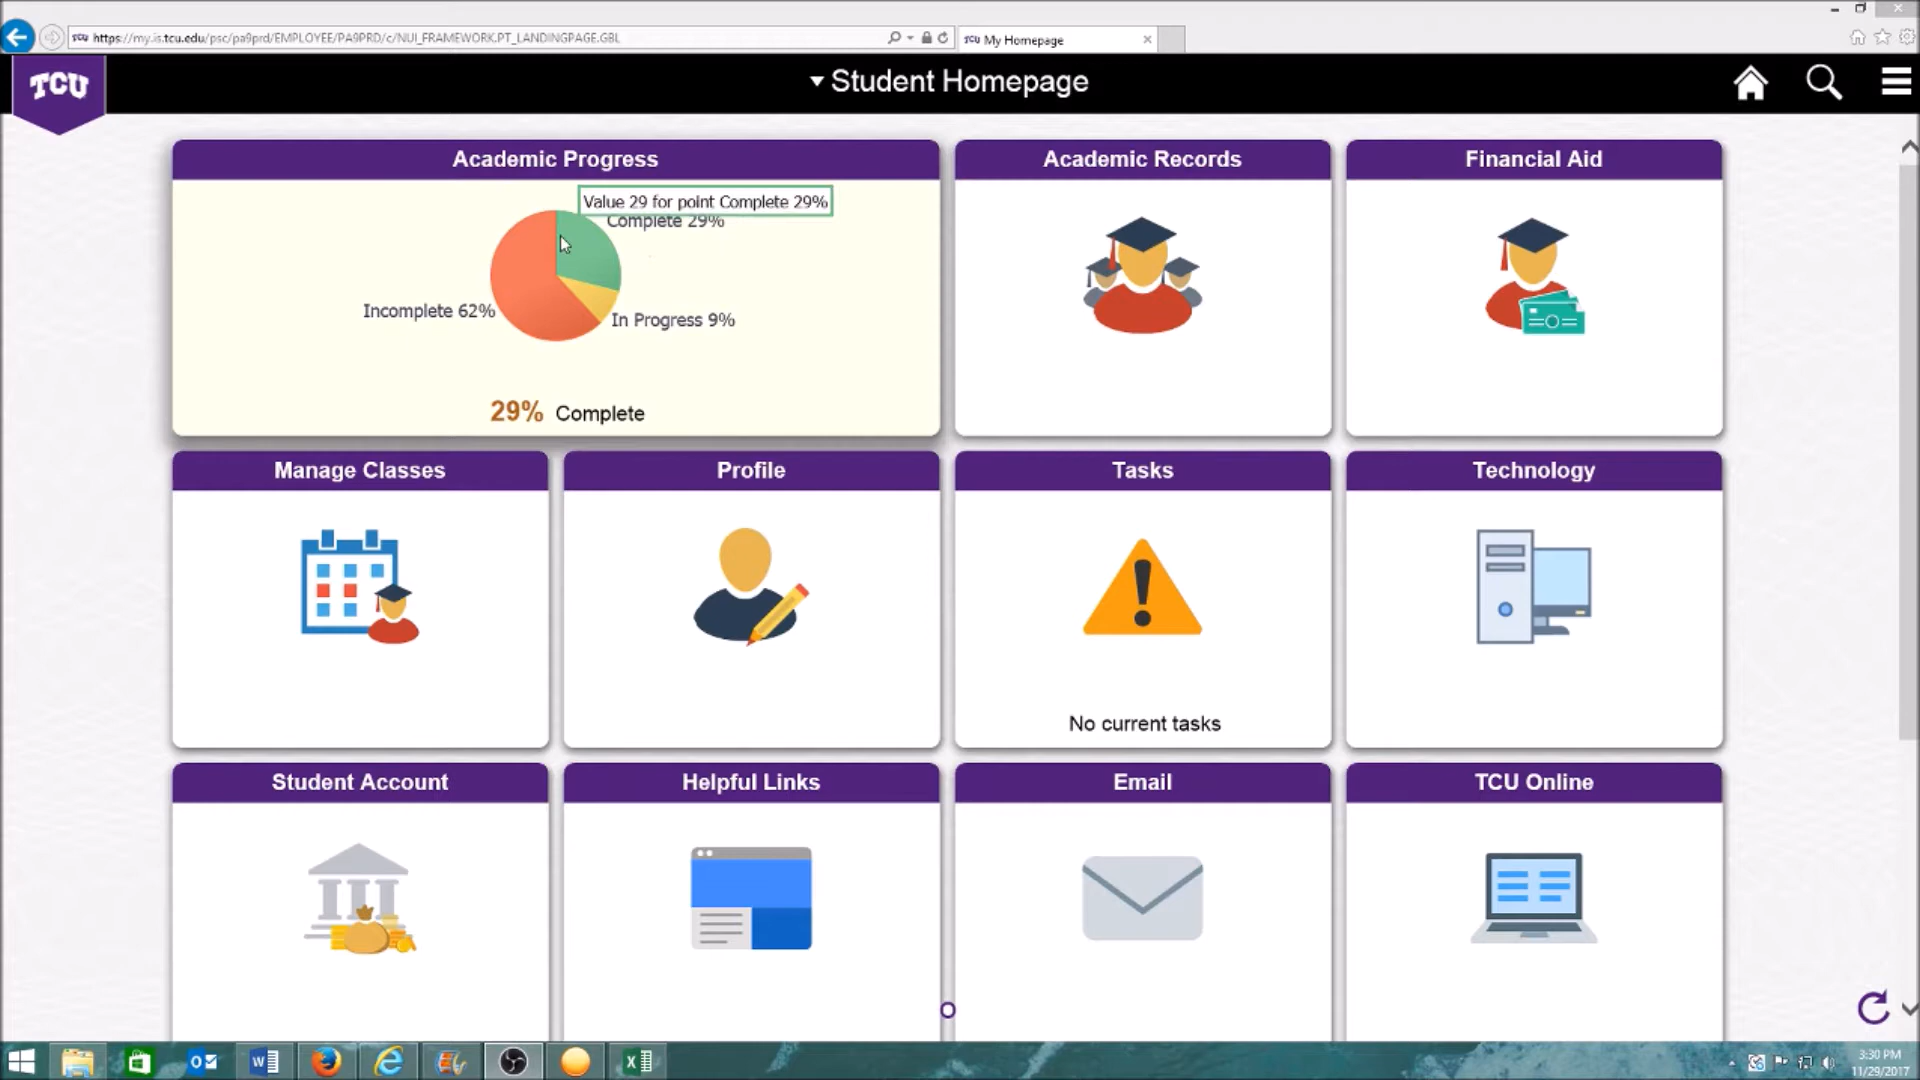 https://my.is.tcu.edu/psc/pa9prd/EMPLOYEE/PA9PRD/c/NUI_FRAMEWORK.PT_LANDINGPAGE.GBL
TCU My Homepage
TCU
Student Homepage
Academic Progress
Value 29 for point Complete 29%
Complete 29%
Incomplete 62%
In Progress 9%
29% Complete
Academic Records
Financial Aid
Manage Classes
Profile
Tasks
No current tasks
Technology
Student Account
Helpful Links
Email
TCU Online
3:30 PM
11/29/2017